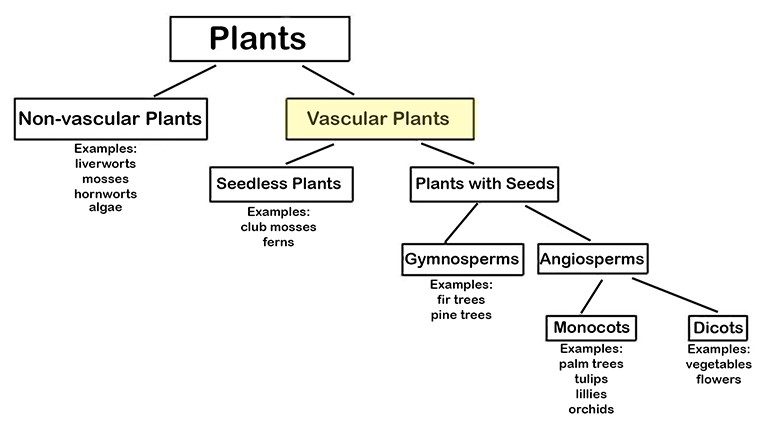 Plants
Non-vascular Plants
Examples:
liverworts
mosses
hornworts
algae
Vascular Plants
Seedless Plants
Examples:
club mosses
ferns
Plants with Seeds
Gymnosperms
Examples:
fir trees
pine trees
Angiosperms
Monocots
Examples:
palm trees
tulips
lillies
orchids
Dicots
Examples:
vegetables
flowers